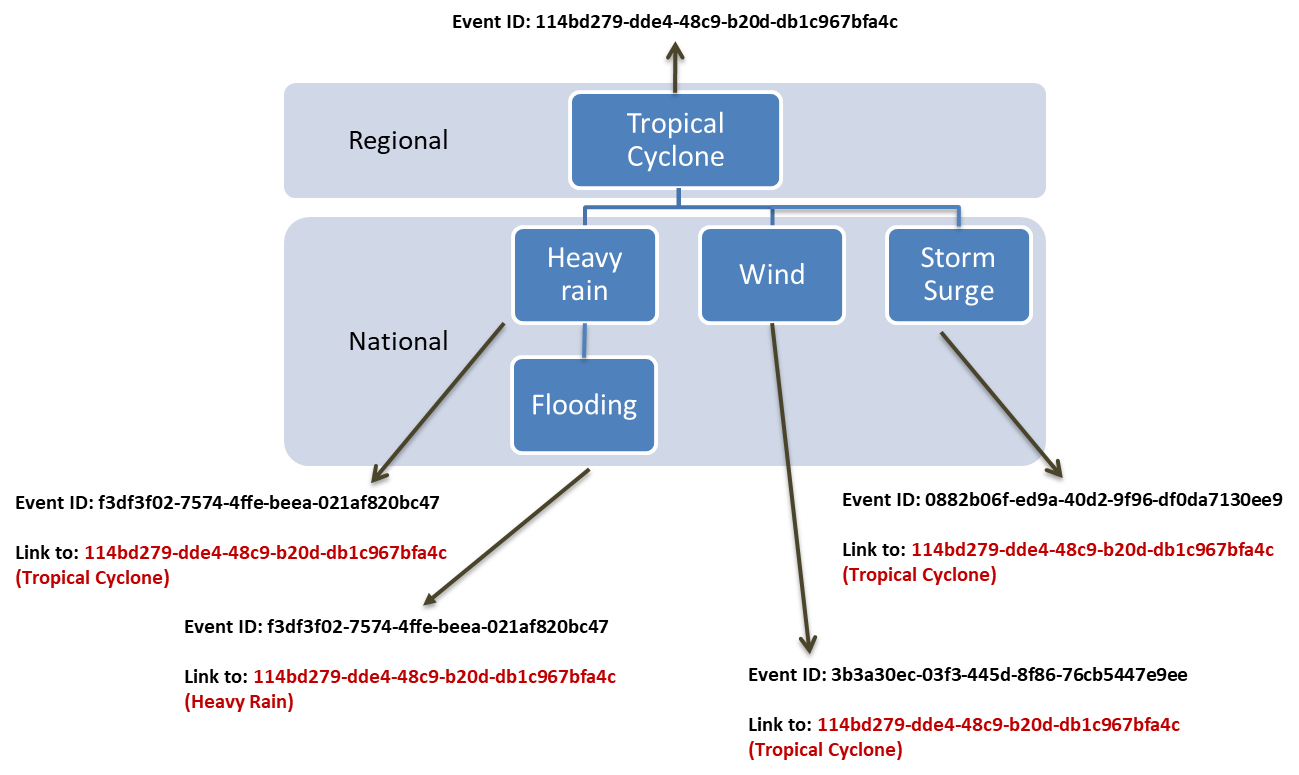 Event ID: 114bd279-dde4-48c9-b20d-db1c967bfa4c
Regional
Tropical
Cyclone
National
Heavy
rain
Wind
Storm
Surge
Flooding
Event ID: f3df3f02-7574-4ffe-beea-021af820bc47
Link to: 114bd279-dde4-48c9-b20d-db1c967bfa4c
(Tropical Cyclone)
Event ID: 0882b06f-ed9a-40d2-9f96-df0da7130ee9
Link to: 114bd279-dde4-48c9-b20d-db1c967bfa4c
(Tropical Cyclone)
Event ID: f3df3f02-7574-4ffe-beea-021af820bc47
Link to: 114bd279-dde4-48c9-b20d-db1c967bfa4c
(Heavy Rain)
Event ID: 3b3a30ec-03f3-445d-8f86-76cb5447e9ee
Link to: 114bd279-dde4-48c9-b20d-db1c967bfa4c
(Tropical Cyclone)